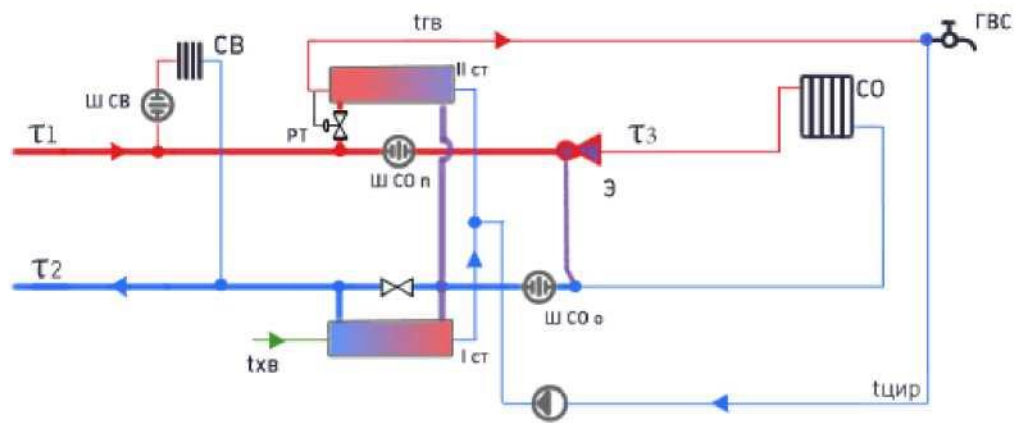 tгв
ГВС
СВ
II ст
Ш СВ
СО
τ1
РТ
τ3
Ш СО п
Э
τ2
Ш СО о
tхв
I ст
tцир